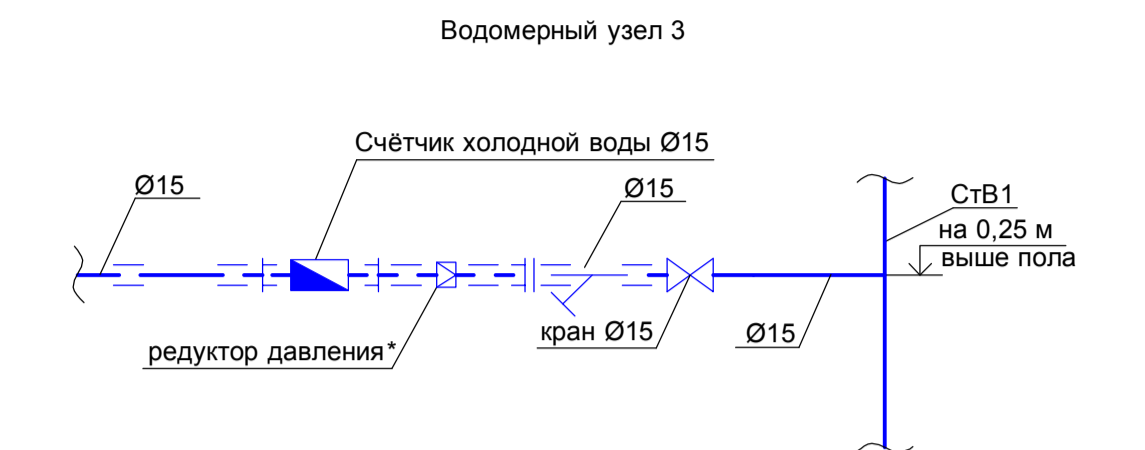 Водомерный узел 3
Счётчик холодной воды Ø15
Ø15
Ø15
СтВ1
на 0,25 м
выше пола
редуктор давления*
кран Ø15
Ø15